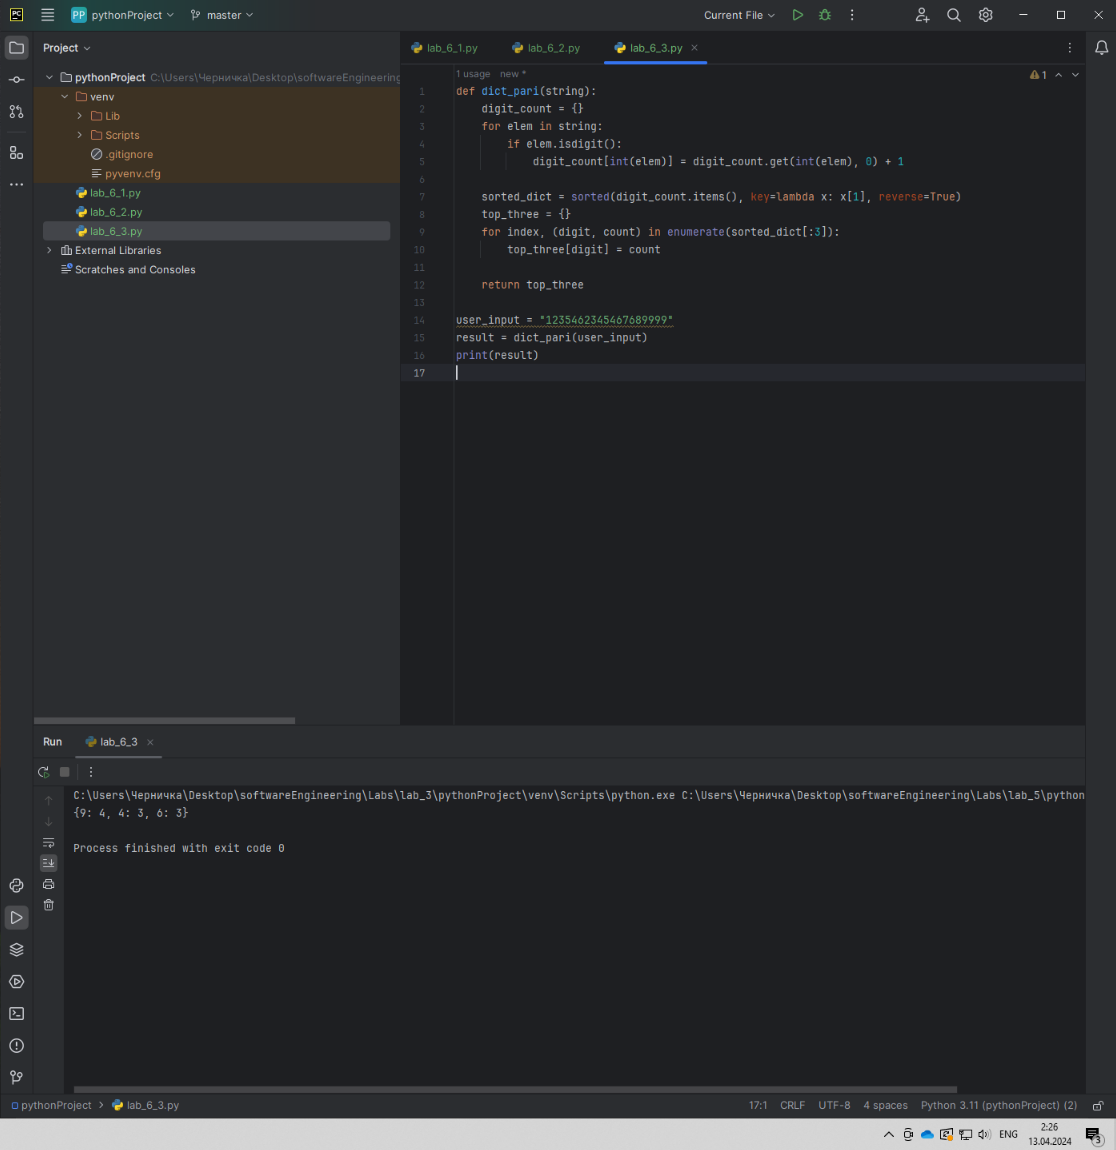 PC
PP pythonProject
master
Current File
Project
lab_6_1.py
lab_6_2.py
lab_6_3.py
pythonProject C:\Users\Черничка\Desktop\softwareEngineering
venv
Lib
Scripts
.gitignore
pyvenv.cfg
lab_6_1.py
lab_6_2.py
lab_6_3.py
External Libraries
Scratches and Consoles
1 usage new *
1
1 def dict_pari(string):
2 digit_count = {}
3 for elem in string:
4 if elem.isdigit():
5 digit_count[int(elem)] = digit_count.get(int(elem), 0) + 1
6
7 sorted_dict = sorted(digit_count.items(), key=lambda x: x[1], reverse=True)
8 top_three = {}
9 for index, (digit, count) in enumerate(sorted_dict[:3]):
10 top_three[digit] = count
11
12 return top_three
13
14 user_input = "1235462345467689999"
15 result = dict_pari(user_input)
16 print(result)
17
Run lab_6_3
C:\Users\Черничка\Desktop\softwareEngineering\Labs\lab_3\pythonProject\venv\Scripts\python.exe C:\Users\Черничка\Desktop\softwareEngineering\Labs\lab_5\python
{9: 4, 4: 3, 6: 3}
Process finished with exit code 0
pythonProject > lab_6_3.py
17:1 CRLF UTF-8 4 spaces Python 3.11 (pythonProject) (2)
ENG
2:26
13.04.2024
3